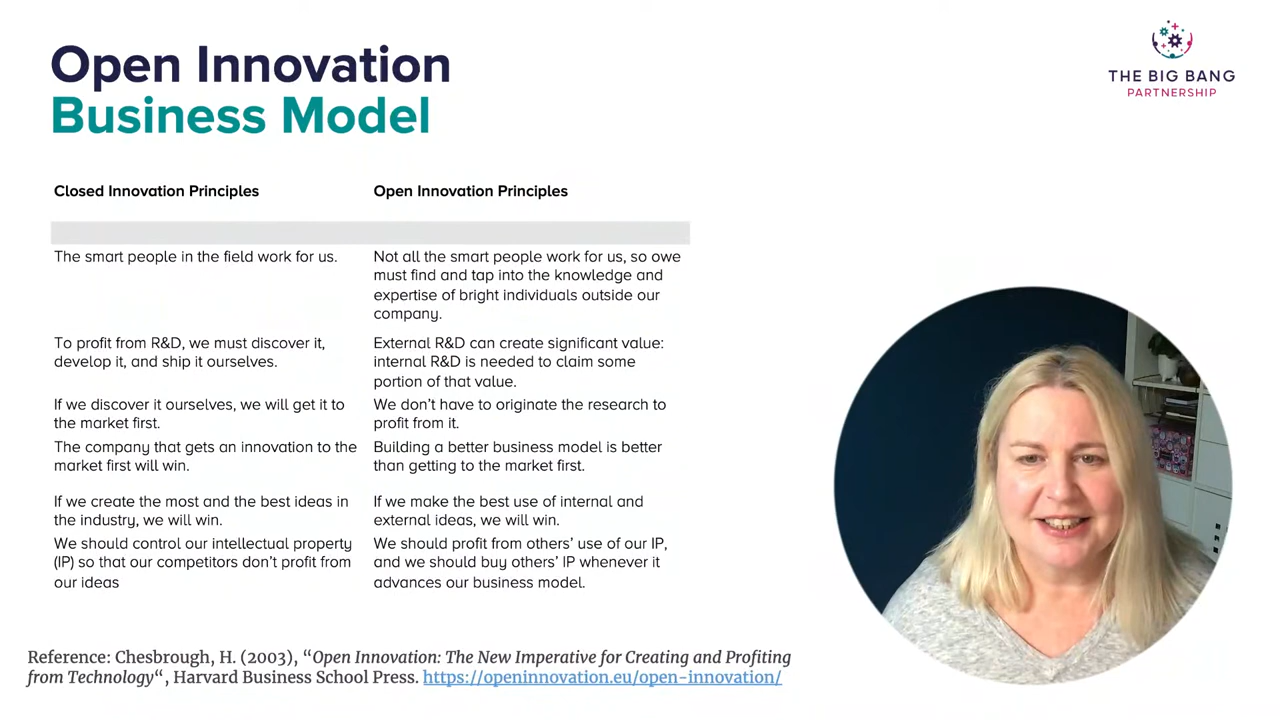 Open Innovation
Business Model
THE BIG BANG
PARTNERSHIP
Closed Innovation Principles
Open Innovation Principles
The smart people in the field work for us.
Not all the smart people work for us, so owe
must find and tap into the knowledge and
expertise of bright individuals outside our
company.
To profit from R&D, we must discover it,
develop it, and ship it ourselves.
External R&D can create significant value:
internal R&D is needed to claim some
portion of that value.
If we discover it ourselves, we will get it to
the market first.
We don't have to originate the research to
profit from it.
The company that gets an innovation to the
market first will win.
Building a better business model is better
than getting to the market first.
If we create the most and the best ideas in
the industry, we will win.
If we make the best use of internal and
external ideas, we will win.
We should control our intellectual property
(IP) so that our competitors don't profit from
our ideas
We should profit from others' use of our IP,
and we should buy others' IP whenever it
advances our business model.
Reference: Chesbrough, H. (2003), “Open Innovation: The New Imperative for Creating and Profiting
from Technology“, Harvard Business School Press. https://openinnovation.eu/open-innovation/